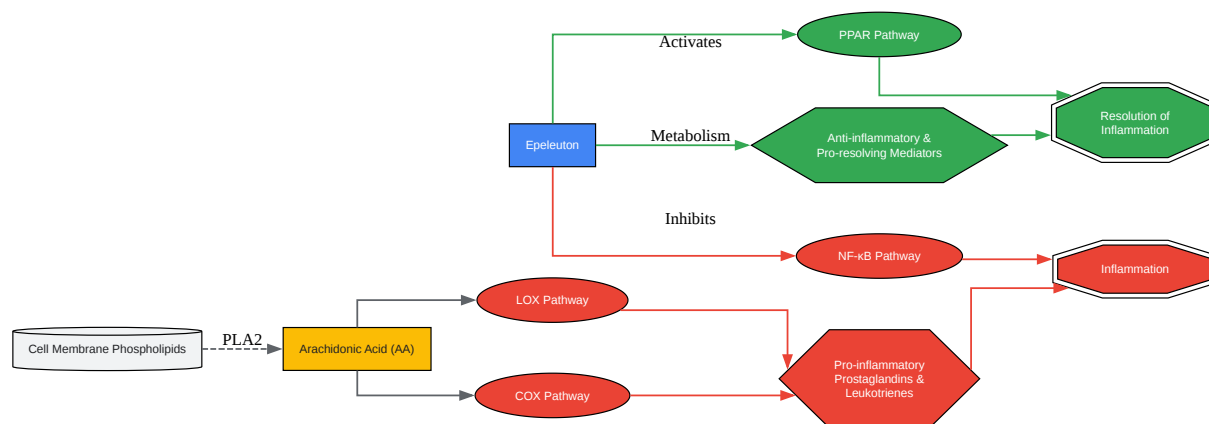 Activates
PPAR Pathway
Resolution of
Inflammation
Epeleuton
Metabolism
Anti-inflammatory &
Pro-resolving Mediators
Inhibits
NF-κB Pathway
Inflammation
LOX Pathway
Cell Membrane Phospholipids
PLA2
Arachidonic Acid (AA)
COX Pathway
Pro-inflammatory
Prostaglandins &
Leukotrienes